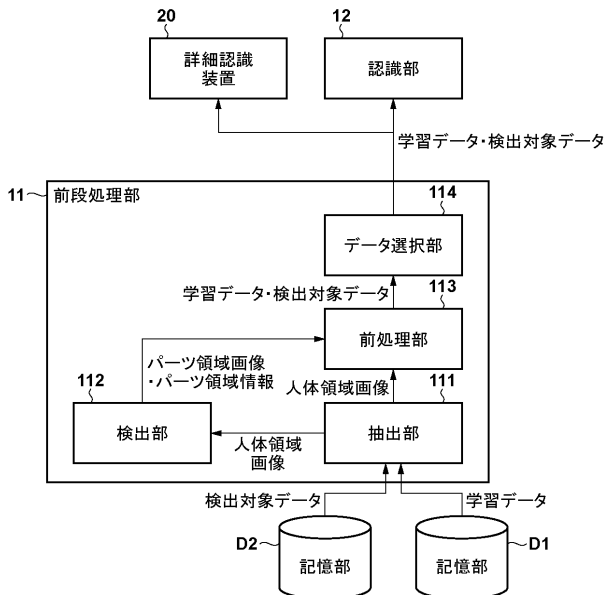 20
詳細認識
装置
12
認識部
学習データ・検出対象データ
11
前段処理部
114
データ選択部
学習データ・検出対象データ
113
前処理部
パーツ領域画像
・パーツ領域情報
人体領域画像
112
検出部
111
抽出部
人体領域
画像
検出対象データ
学習データ
D2
記憶部
記憶部
D1